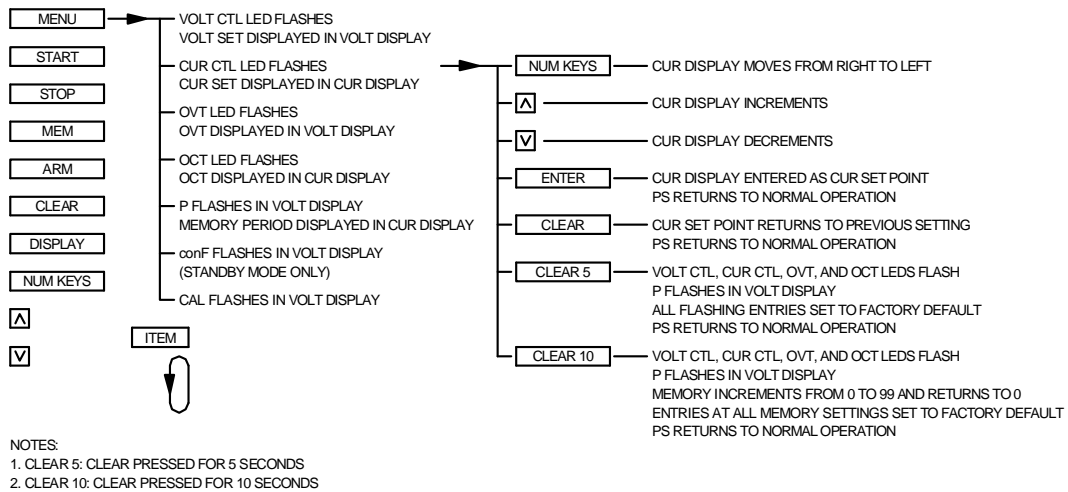 MENU
START
STOP
MEM
ARM
CLEAR
DISPLAY
NUM KEYS
VOLT CTL LED FLASHES
VOLT SET DISPLAYED IN VOLT DISPLAY
CUR CTL LED FLASHES
CUR SET DISPLAYED IN CUR DISPLAY
OVT LED FLASHES
OVT DISPLAYED IN VOLT DISPLAY
OCT LED FLASHES
OCT DISPLAYED IN CUR DISPLAY
P FLASHES IN VOLT DISPLAY
MEMORY PERIOD DISPLAYED IN CUR DISPLAY
conF FLASHES IN VOLT DISPLAY
(STANDBY MODE ONLY)
CAL FLASHES IN VOLT DISPLAY
ITEM
NUM KEYS
CUR DISPLAY MOVES FROM RIGHT TO LEFT
CUR DISPLAY INCREMENTS
CUR DISPLAY DECREMENTS
ENTER
CUR DISPLAY ENTERED AS CUR SET POINT
PS RETURNS TO NORMAL OPERATION
CLEAR
CUR SET POINT RETURNS TO PREVIOUS SETTING
PS RETURNS TO NORMAL OPERATION
CLEAR 5
VOLT CTL, CUR CTL, OVT, AND OCT LEDS FLASH
P FLASHES IN VOLT DISPLAY
ALL FLASHING ENTRIES SET TO FACTORY DEFAULT
PS RETURNS TO NORMAL OPERATION
CLEAR 10
VOLT CTL, CUR CTL, OVT, AND OCT LEDS FLASH
P FLASHES IN VOLT DISPLAY
MEMORY INCREMENTS FROM 0 TO 99 AND RETURNS TO 0
ENTRIES AT ALL MEMORY SETTINGS SET TO FACTORY DEFAULT
PS RETURNS TO NORMAL OPERATION
NOTES:
1. CLEAR 5: CLEAR PRESSED FOR 5 SECONDS
2. CLEAR 10: CLEAR PRESSED FOR 10 SECONDS